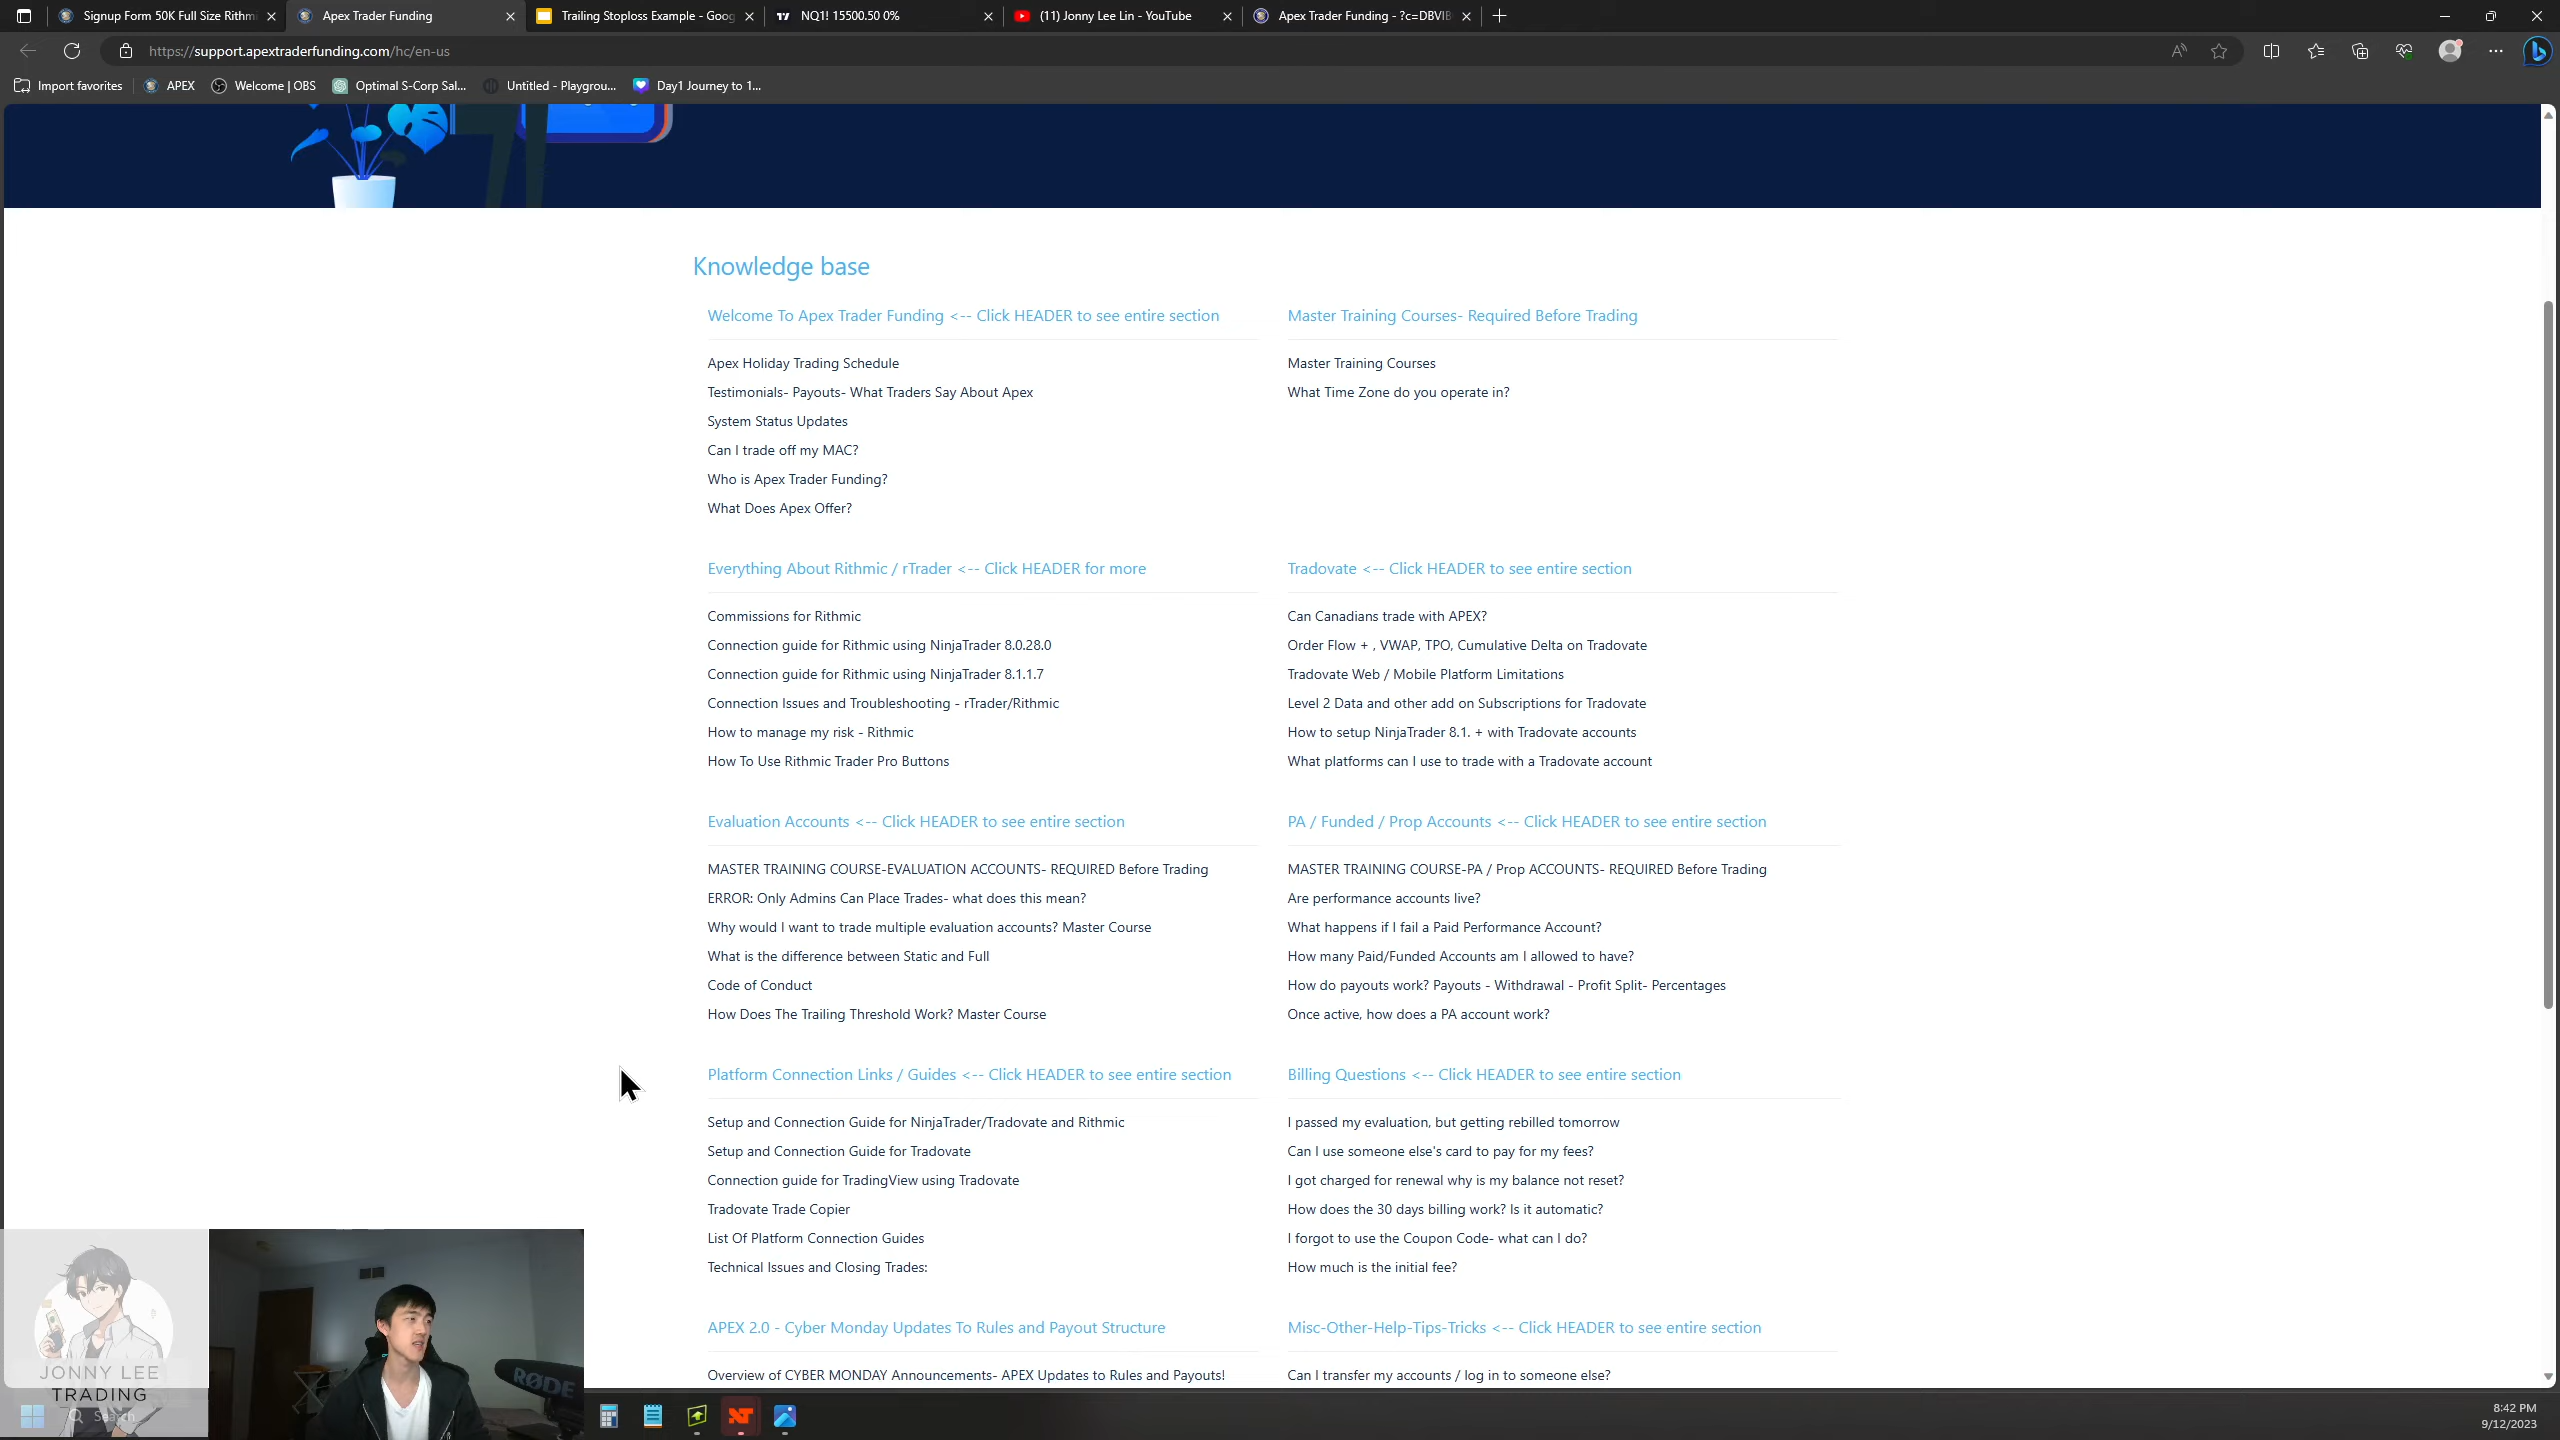 Signup Form 50K Full Size Rithmi
Apex Trader Funding
Trailing Stoploss Example - Goog
NQ1! 15500.50 0%
(11) Jonny Lee Lin - YouTube
Apex Trader Funding - ?c=DBVIB
https://support.apextraderfunding.com/hc/en-us
Import favorites
APEX
Welcome | OBS
Optimal S-Corp Sal...
Untitled - Playgrou...
Day1 Journey to 1...
Knowledge base
Welcome To Apex Trader Funding <-- Click HEADER to see entire section
Apex Holiday Trading Schedule
Testimonials- Payouts- What Traders Say About Apex
System Status Updates
Can I trade off my MAC?
Who is Apex Trader Funding?
What Does Apex Offer?
Master Training Courses- Required Before Trading
Master Training Courses
What Time Zone do you operate in?
Everything About Rithmic / rTrader <-- Click HEADER for more
Commissions for Rithmic
Connection guide for Rithmic using NinjaTrader 8.0.28.0
Connection guide for Rithmic using NinjaTrader 8.1.1.7
Connection Issues and Troubleshooting - rTrader/Rithmic
How to manage my risk - Rithmic
How To Use Rithmic Trader Pro Buttons
Tradovate <-- Click HEADER to see entire section
Can Canadians trade with APEX?
Order Flow + , VWAP, TPO, Cumulative Delta on Tradovate
Tradovate Web / Mobile Platform Limitations
Level 2 Data and other add on Subscriptions for Tradovate
How to setup NinjaTrader 8.1. + with Tradovate accounts
What platforms can I use to trade with a Tradovate account
Evaluation Accounts <-- Click HEADER to see entire section
MASTER TRAINING COURSE-EVALUATION ACCOUNTS- REQUIRED Before Trading
ERROR: Only Admins Can Place Trades- what does this mean?
Why would I want to trade multiple evaluation accounts? Master Course
What is the difference between Static and Full
Code of Conduct
How Does The Trailing Threshold Work? Master Course
PA / Funded / Prop Accounts <-- Click HEADER to see entire section
MASTER TRAINING COURSE-PA / Prop ACCOUNTS- REQUIRED Before Trading
Are performance accounts live?
What happens if I fail a Paid Performance Account?
How many Paid/Funded Accounts am I allowed to have?
How do payouts work? Payouts - Withdrawal - Profit Split- Percentages
Once active, how does a PA account work?
Platform Connection Links / Guides <-- Click HEADER to see entire section
Setup and Connection Guide for NinjaTrader/Tradovate and Rithmic
Setup and Connection Guide for Tradovate
Connection guide for TradingView using Tradovate
Tradovate Trade Copier
List Of Platform Connection Guides
Technical Issues and Closing Trades:
Billing Questions <-- Click HEADER to see entire section
I passed my evaluation, but getting rebilled tomorrow
Can I use someone else's card to pay for my fees?
I got charged for renewal why is my balance not reset?
How does the 30 days billing work? Is it automatic?
I forgot to use the Coupon Code- what can I do?
How much is the initial fee?
APEX 2.0 - Cyber Monday Updates To Rules and Payout Structure
Overview of CYBER MONDAY Announcements- APEX Updates to Rules and Payouts!
Misc-Other-Help-Tips-Tricks <-- Click HEADER to see entire section
Can I transfer my accounts / log in to someone else?
JONNY LEE
TRADING
RØDE
Search
8:42 PM
9/12/2023